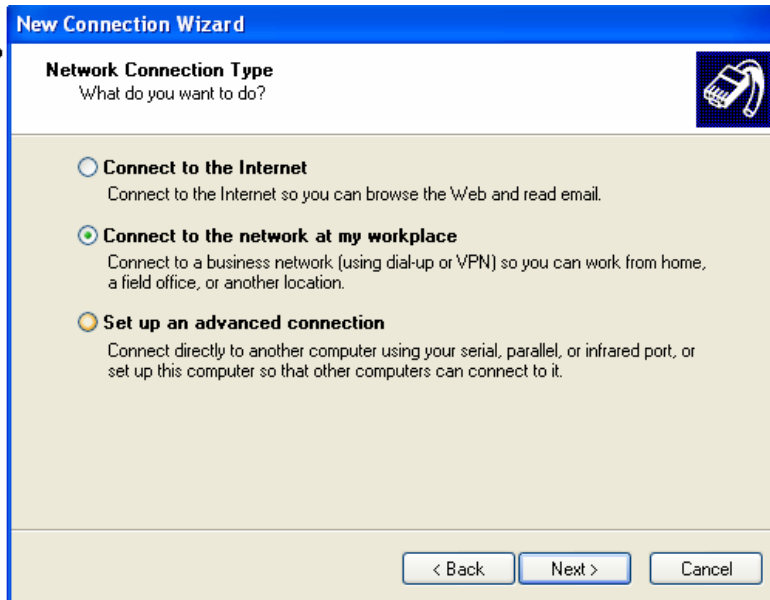 New Connection Wizard
Network Connection Type
What do you want to do?
Connect to the Internet
Connect to the Internet so you can browse the Web and read email.
Connect to the network at my workplace
Connect to a business network (using dial-up or VPN) so you can work from home,
a field office, or another location.
Set up an advanced connection
Connect directly to another computer using your serial, parallel, or infrared port, or
set up this computer so that other computers can connect to it.
< Back
Next >
Cancel